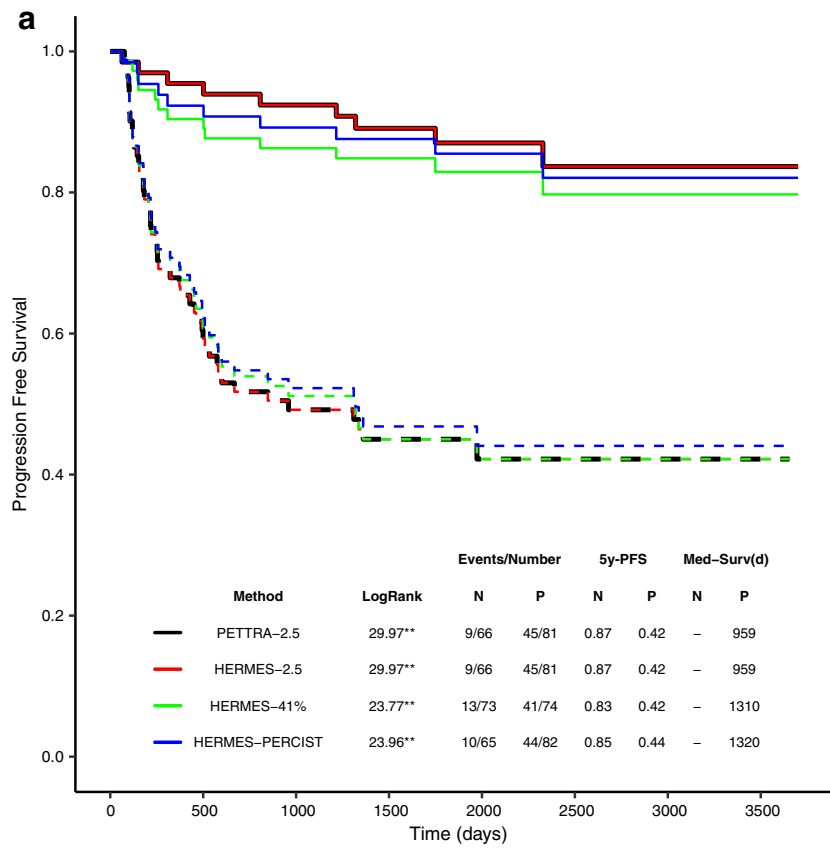 a
1.0
0.8
0.6
0.4
0.2
0.0
Progression Free Survival
Events/Number 5y-PFS Med–Surv(d)
Method LogRank N P N P N P
PETTRA−2.5 29.97** 9/66 45/81 0.87 0.42 – 959
HERMES−2.5 29.97** 9/66 45/81 0.87 0.42 – 959
HERMES−41% 23.77** 13/73 41/74 0.83 0.42 – 1310
HERMES−PERCIST 23.96** 10/65 44/82 0.85 0.44 – 1320
0 500 1000 1500 2000 2500 3000 3500
Time (days)